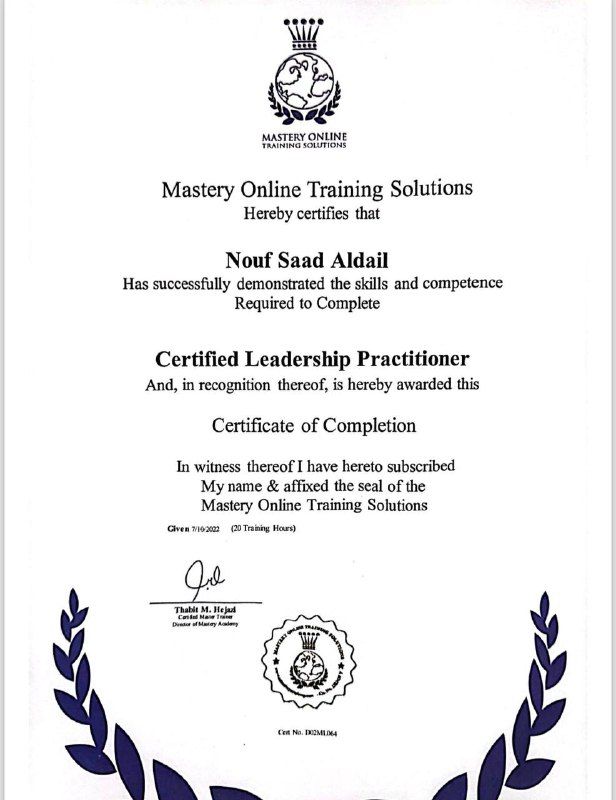 MASTERY ONLINE
TRAINING SOLUTIONS
Mastery Online Training Solutions
Hereby certifies that
Nouf Saad Aldail
Has successfully demonstrated the skills and competence
Required to Complete
Certified Leadership Practitioner
And, in recognition thereof, is hereby awarded this
Certificate of Completion
In witness thereof I have hereto subscribed
My name & affixed the seal of the
Mastery Online Training Solutions
Given 7/16/2022 (20 Training Hours)
Thabit M. Hejazi
Certified Master Trainer
Director of Mastery Academy
MASTERY ONLINE TRAINING SOLUTIONS
Cert No. D02ML064